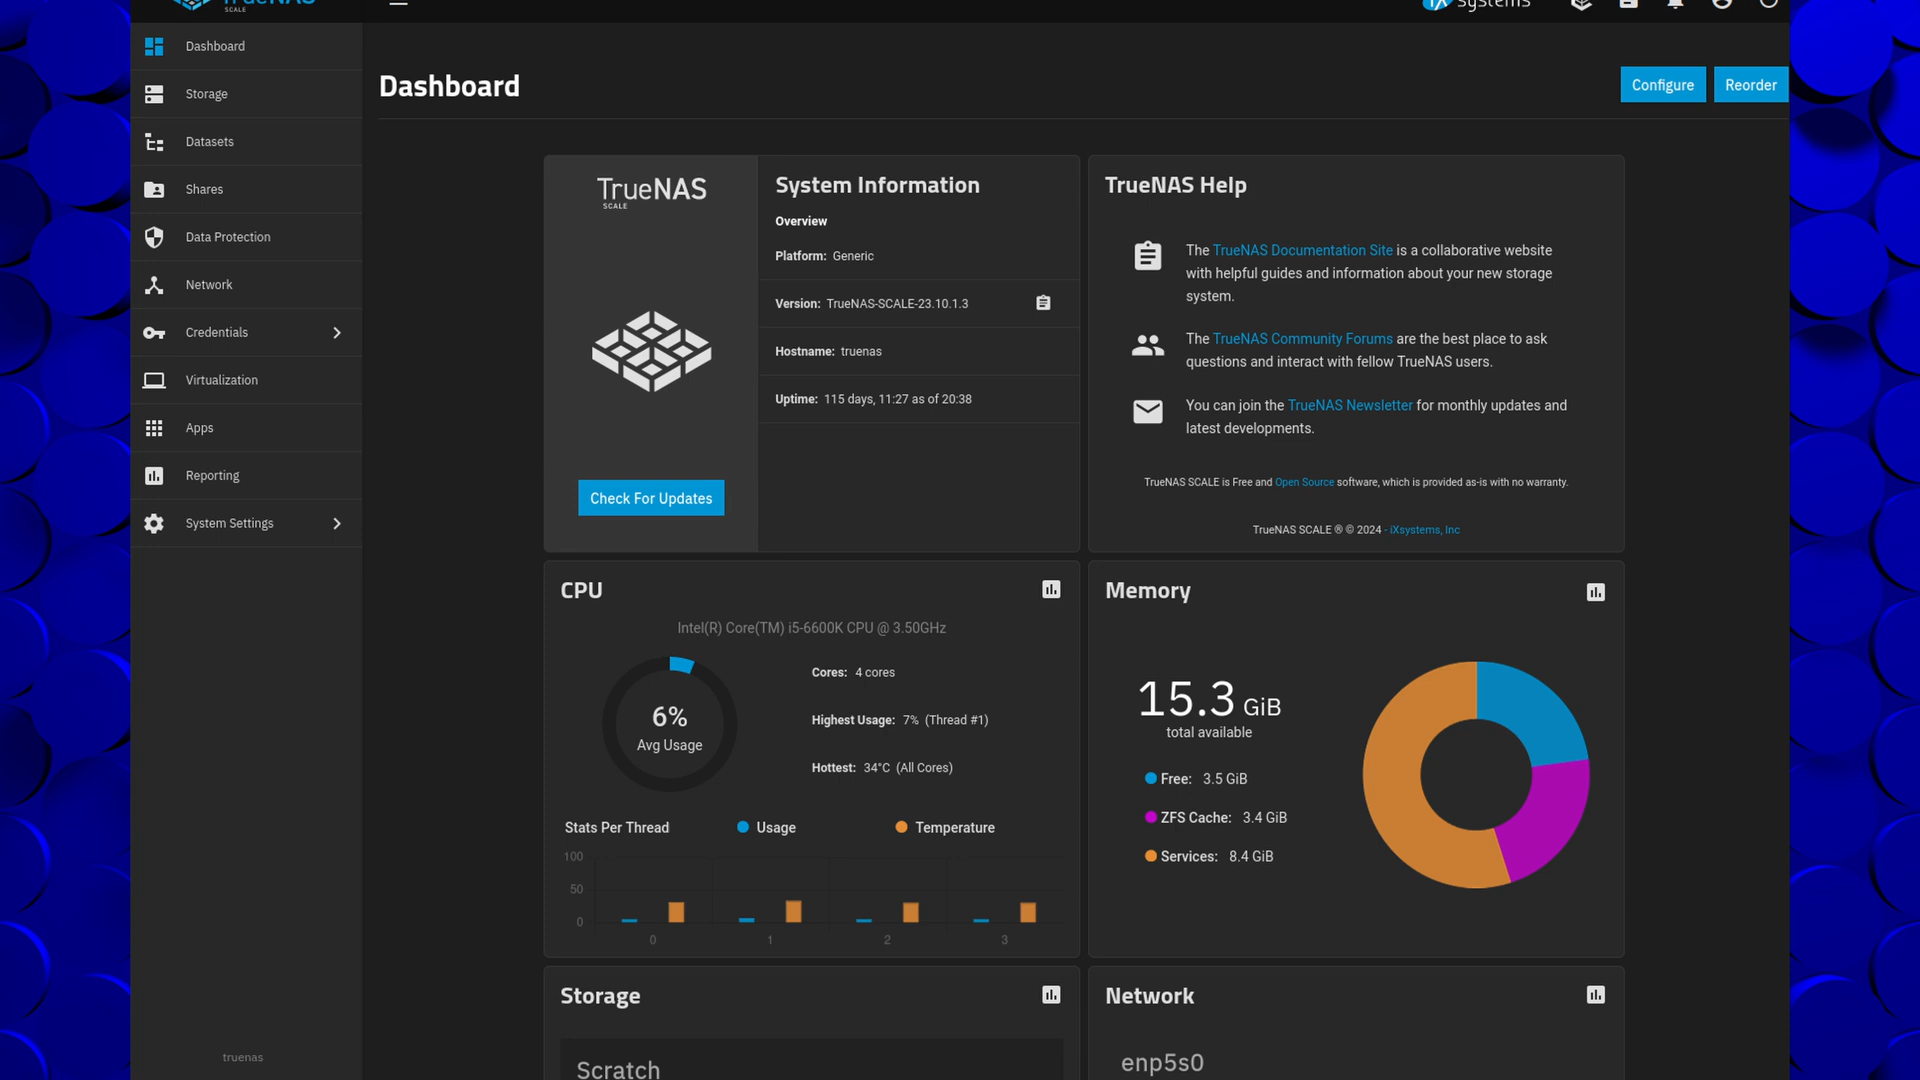 TrueNAS
SCALE
iXsystems
Dashboard
Storage
Datasets
Shares
Data Protection
Network
Credentials
Virtualization
Apps
Reporting
System Settings
truenas
Dashboard
Configure
Reorder
TrueNAS
SCALE
Check For Updates
System Information
Overview
Platform: Generic
Version: TrueNAS-SCALE-23.10.1.3
Hostname: truenas
Uptime: 115 days, 11:27 as of 20:38
TrueNAS Help
The TrueNAS Documentation Site is a collaborative website
with helpful guides and information about your new storage
system.
The TrueNAS Community Forums are the best place to ask
questions and interact with fellow TrueNAS users.
You can join the TrueNAS Newsletter for monthly updates and
latest developments.
TrueNAS SCALE is Free and Open Source software, which is provided as-is with no warranty.
TrueNAS SCALE ® © 2024 - iXsystems, Inc
CPU
Intel(R) Core(TM) i5-6600K CPU @ 3.50GHz
6%
Avg Usage
Cores: 4 cores
Highest Usage: 7% (Thread #1)
Hottest: 34°C (All Cores)
Stats Per Thread
Usage
Temperature
100
50
0
0 1 2 3
Memory
15.3 GiB
total available
Free: 3.5 GiB
ZFS Cache: 3.4 GiB
Services: 8.4 GiB
Storage
Scratch
Network
enp5s0